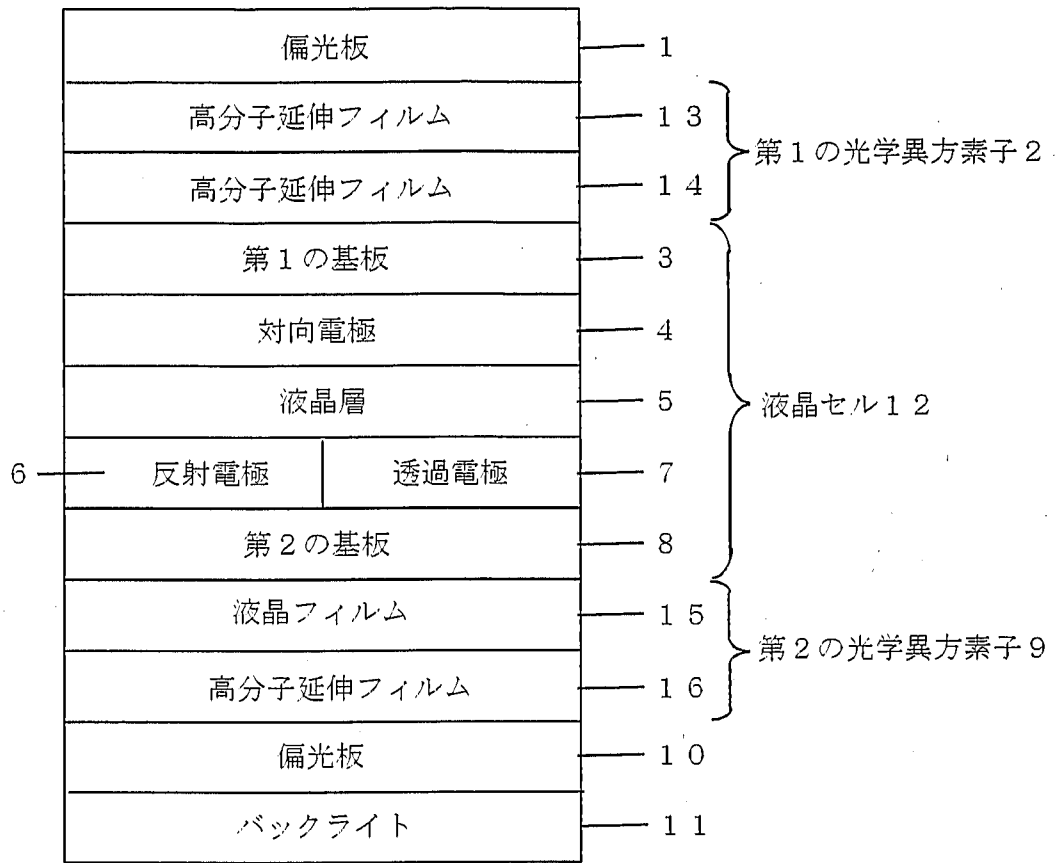 偏光板 1
高分子延伸フィルム 13
第1の光学異方素子2
高分子延伸フィルム 14
第1の基板 3
対向電極 4
液晶層 5
液晶セル12
6 反射電極 透過電極 7
第2の基板 8
液晶フィルム 15
第2の光学異方素子9
高分子延伸フィルム 16
偏光板 10
バックライト 11